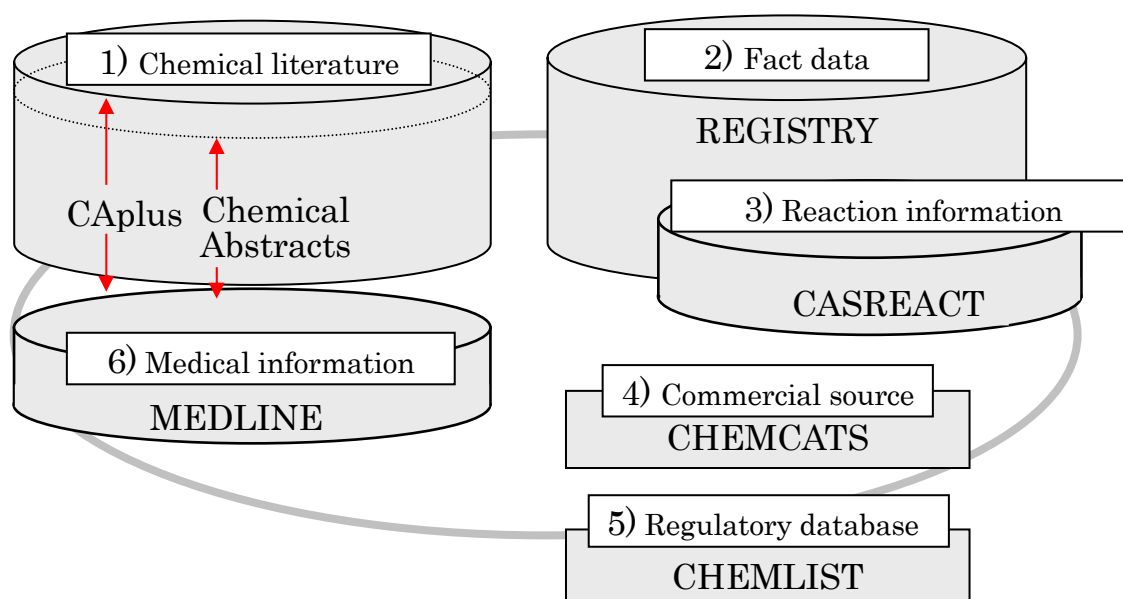 1) Chemical literature
CAplus
Chemical
Abstracts
2) Fact data
REGISTRY
3) Reaction information
CASREACT
4) Commercial source
CHEMCATS
5) Regulatory database
CHEMLIST
6) Medical information
MEDLINE